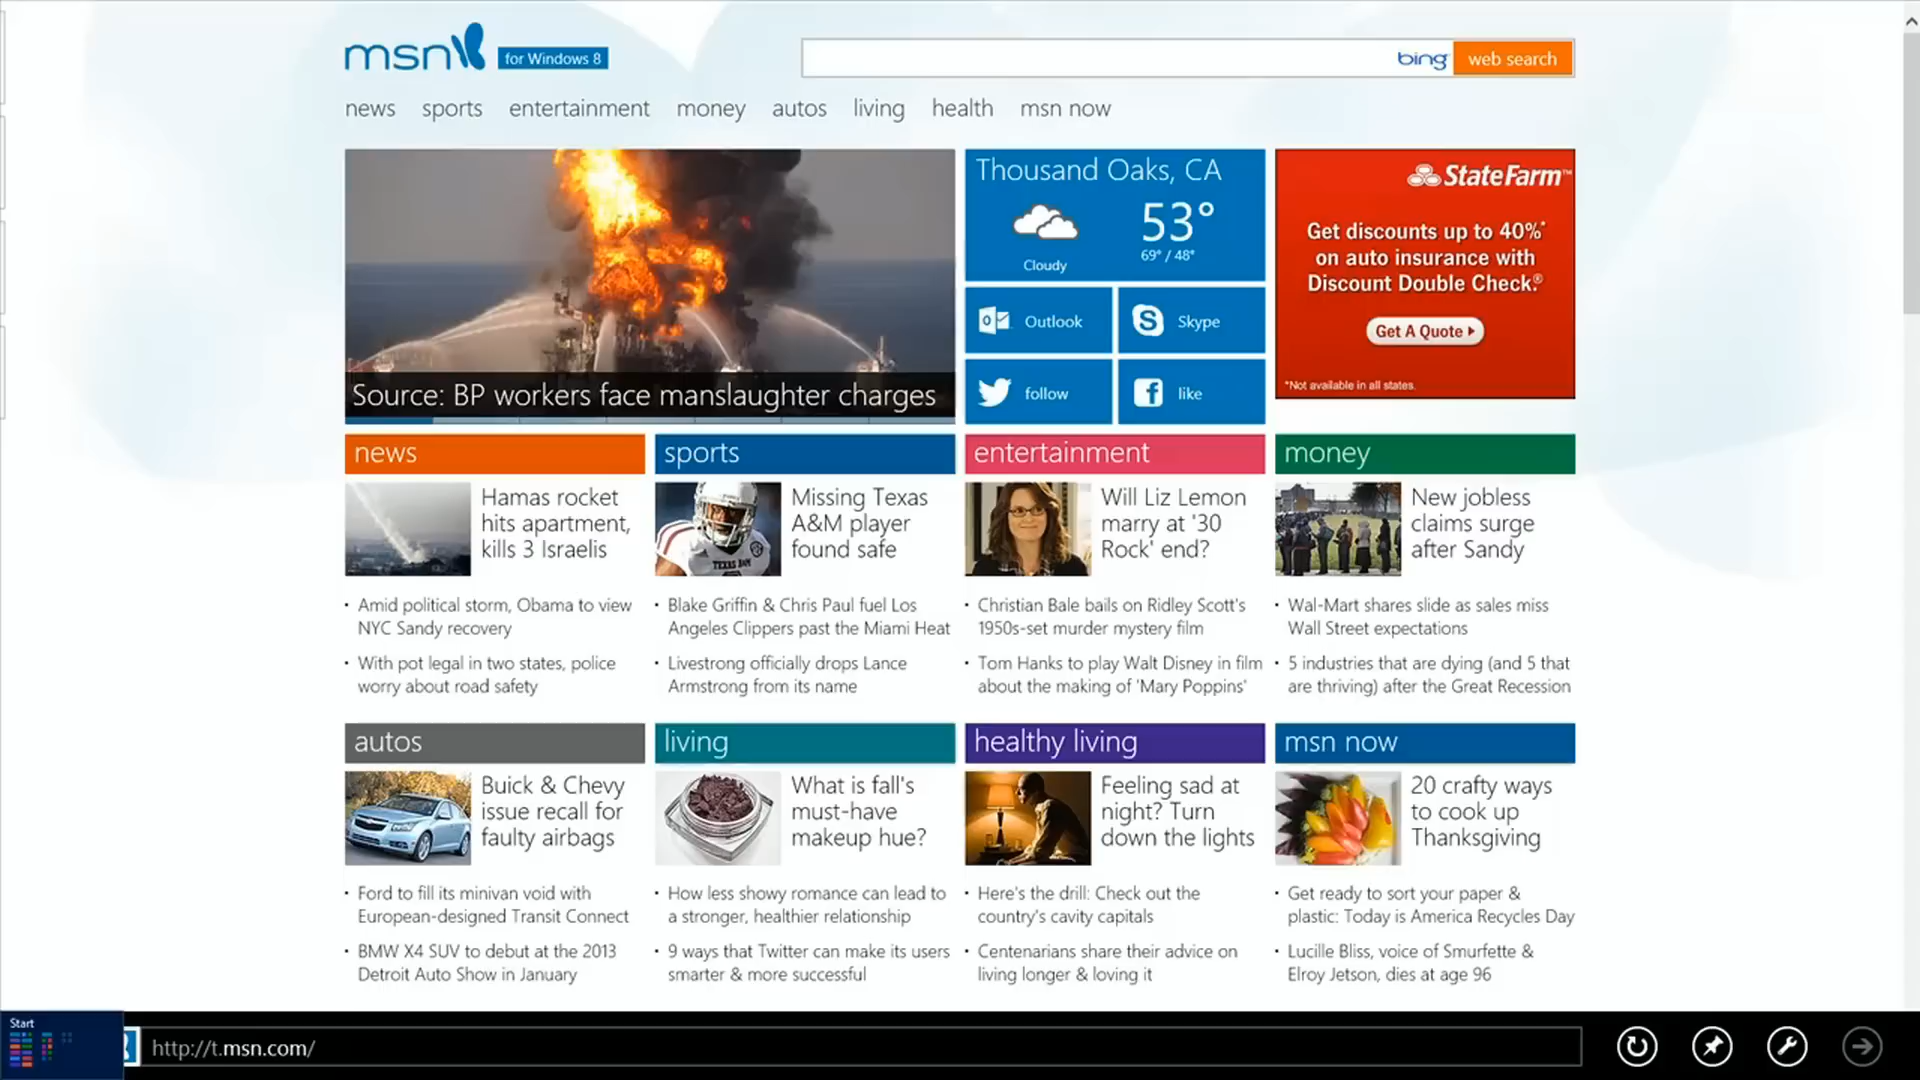 msn for Windows 8
bing web search
news sports entertainment money autos living health msn now
Source: BP workers face manslaughter charges
Thousand Oaks, CA
53°
69° / 48°
Cloudy
Outlook
Skype
follow
like
StateFarm™
Get discounts up to 40%*
on auto insurance with
Discount Double Check.®
Get A Quote
*Not available in all states.
news
Hamas rocket
hits apartment,
kills 3 Israelis
Amid political storm, Obama to view
NYC Sandy recovery
With pot legal in two states, police
worry about road safety
sports
TEXAS A&M
Missing Texas
A&M player
found safe
Blake Griffin & Chris Paul fuel Los
Angeles Clippers past the Miami Heat
Livestrong officially drops Lance
Armstrong from its name
entertainment
Will Liz Lemon
marry at '30
Rock' end?
Christian Bale bails on Ridley Scott's
1950s-set murder mystery film
Tom Hanks to play Walt Disney in film
about the making of 'Mary Poppins'
money
New jobless
claims surge
after Sandy
Wal-Mart shares slide as sales miss
Wall Street expectations
5 industries that are dying (and 5 that
are thriving) after the Great Recession
autos
Buick & Chevy
issue recall for
faulty airbags
Ford to fill its minivan void with
European-designed Transit Connect
BMW X4 SUV to debut at the 2013
Detroit Auto Show in January
living
What is fall's
must-have
makeup hue?
How less showy romance can lead to
a stronger, healthier relationship
9 ways that Twitter can make its users
smarter & more successful
healthy living
Feeling sad at
night? Turn
down the lights
Here's the drill: Check out the
country's cavity capitals
Centenarians share their advice on
living longer & loving it
msn now
20 crafty ways
to cook up
Thanksgiving
Get ready to sort your paper &
plastic: Today is America Recycles Day
Lucille Bliss, voice of Smurfette &
Elroy Jetson, dies at age 96
Start
http://t.msn.com/